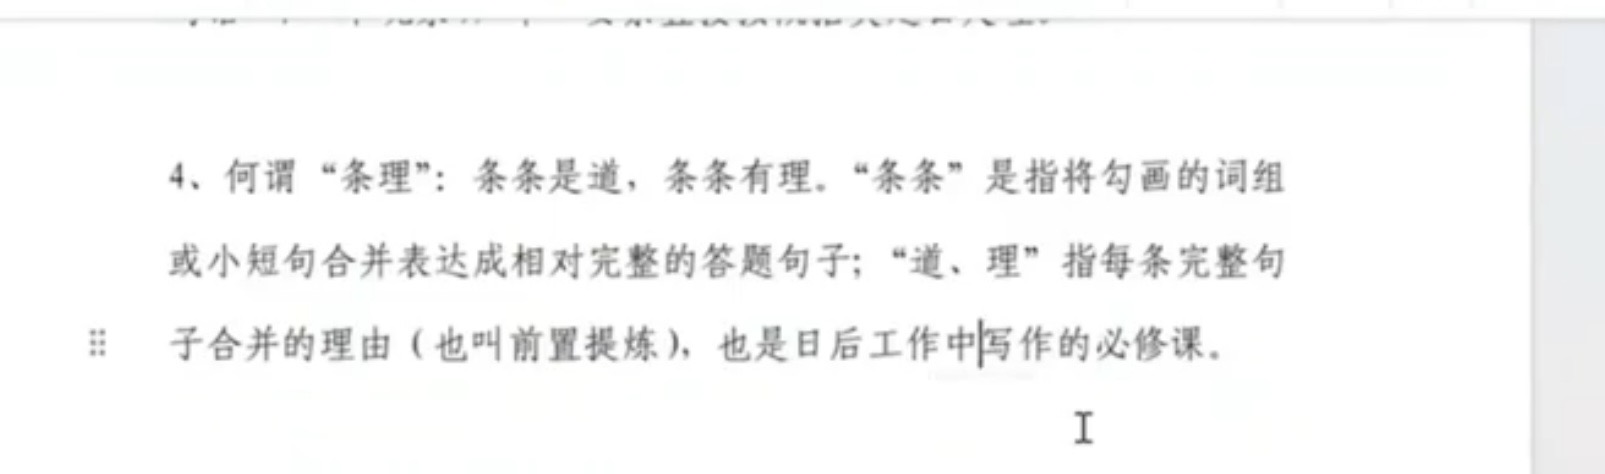 4、何谓“条理”：条条是道，条条有理。“条条”是指将勾画的词组
或小短句合并表达成相对完整的答题句子；“道、理”指每条完整句
子合并的理由（也叫前置提炼），也是日后工作中写作的必修课。